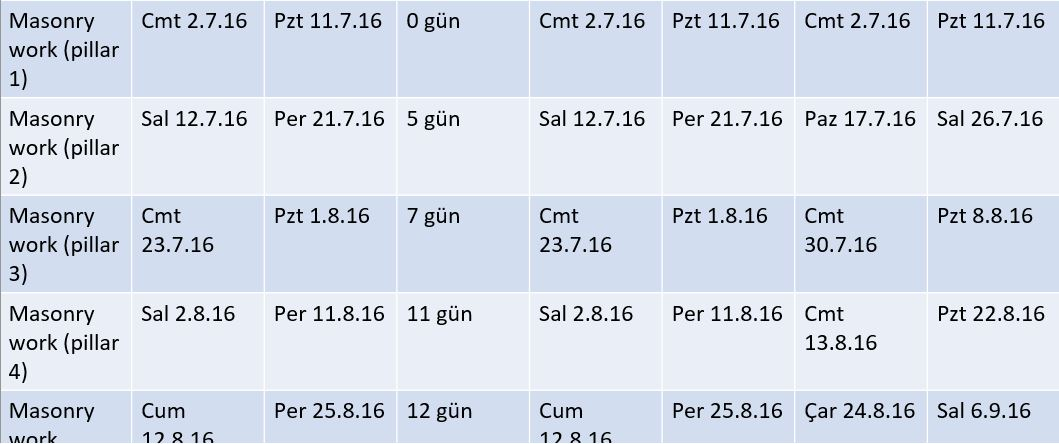 Masonry work (pillar 1) Cmt 2.7.16 Pzt 11.7.16 0 gün Cmt 2.7.16 Pzt 11.7.16 Cmt 2.7.16 Pzt 11.7.16
Masonry work (pillar 2) Sal 12.7.16 Per 21.7.16 5 gün Sal 12.7.16 Per 21.7.16 Paz 17.7.16 Sal 26.7.16
Masonry work (pillar 3) Cmt 23.7.16 Pzt 1.8.16 7 gün Cmt 23.7.16 Pzt 1.8.16 Cmt 30.7.16 Pzt 8.8.16
Masonry work (pillar 4) Sal 2.8.16 Per 11.8.16 11 gün Sal 2.8.16 Per 11.8.16 Cmt 13.8.16 Pzt 22.8.16
Masonry work Cum 12.8.16 Per 25.8.16 12 gün Cum 12.8.16 Per 25.8.16 Çar 24.8.16 Sal 6.9.16